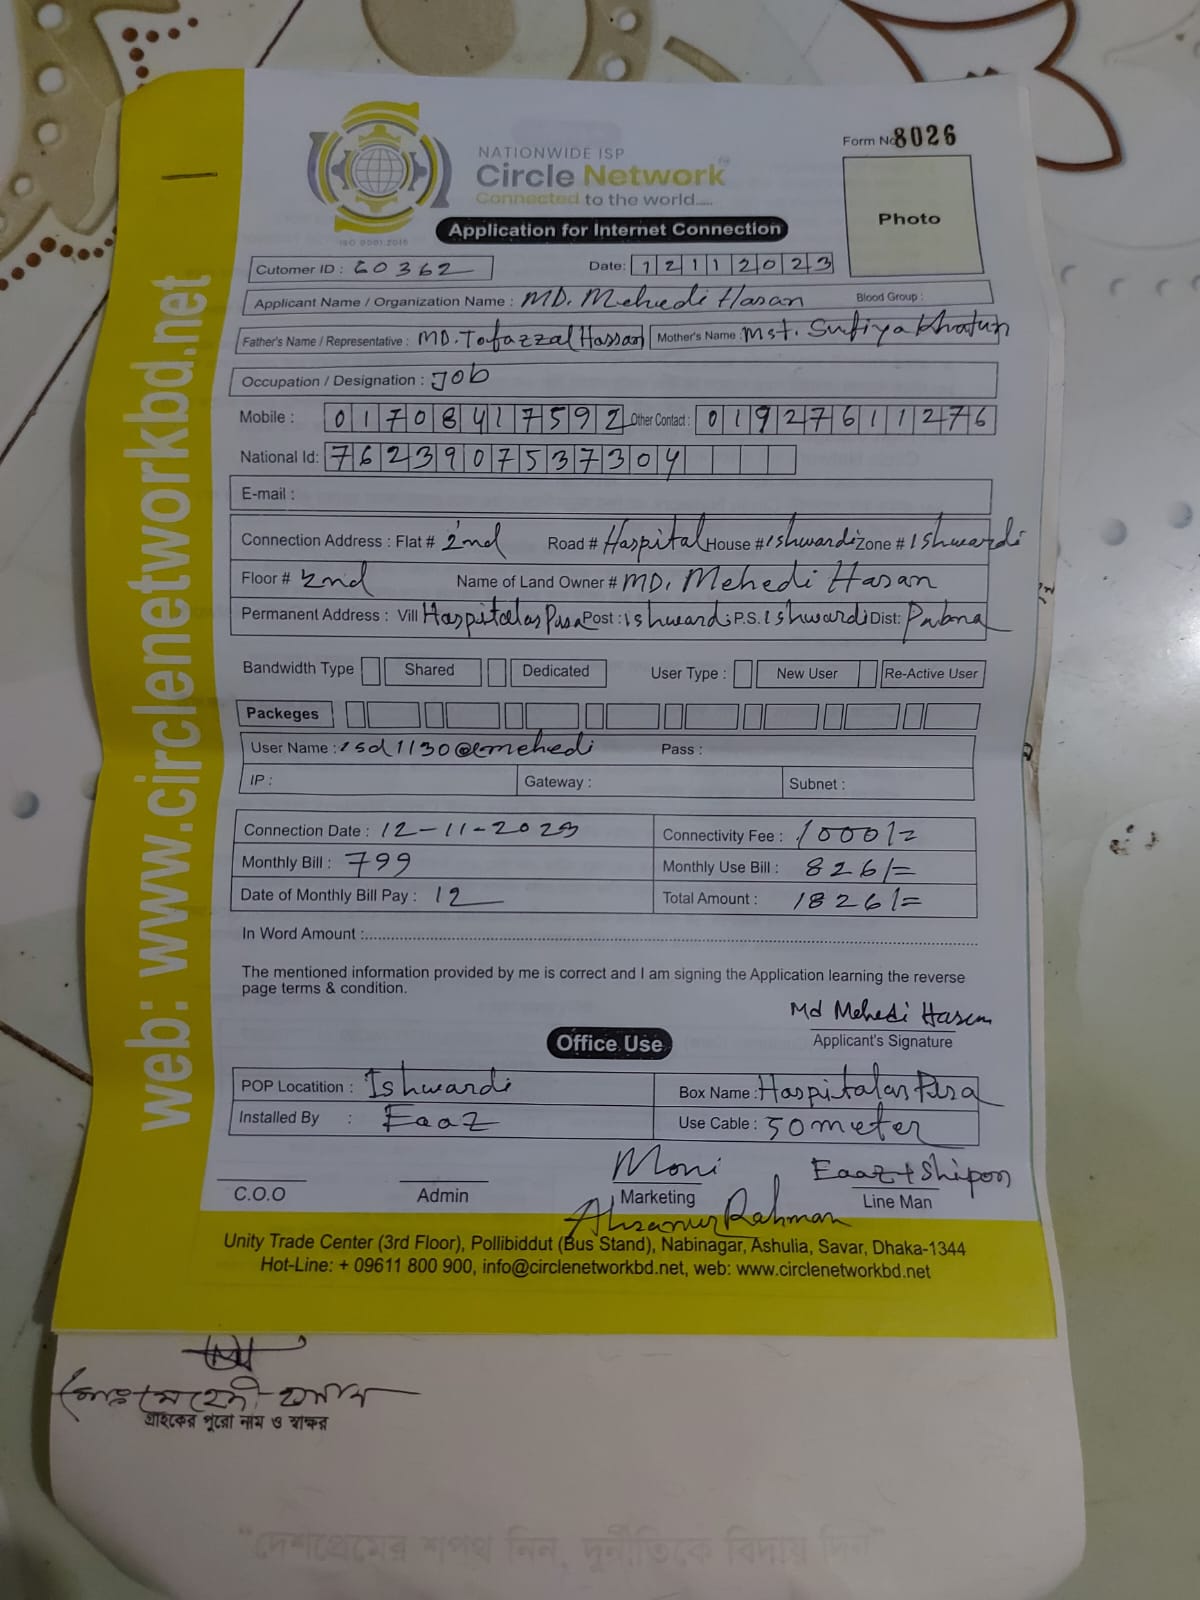 NATIONWIDE ISP
Circle Network
Connected to the world.....
ISO 9001:2015
Form No 8026
Photo
Application for Internet Connection
Cutomer ID : 60362 Date: 12112023
Applicant Name / Organization Name : MD. Mehedi Hasan Blood Group :
Father's Name / Representative : MD. Tofazzal Hassan Mother's Name : Mst. Sufiya Khatun
Occupation / Designation : Job
Mobile : 01708417592 Other Contact : 01927611276
National Id: 7623907537304
E-mail :
Connection Address : Flat # 2nd Road # Hospital House # Ishwardi Zone # Ishwardi
Floor # 2nd Name of Land Owner # MD. Mehedi Hasan
Permanent Address : Vill Hospitalas Para Post : Ishwardi P.S. Ishwardi Dist: Pabna
Bandwidth Type Shared Dedicated User Type : New User Re-Active User
Packeges
User Name : isd1130@mehedi Pass :
IP : Gateway : Subnet :
Connection Date : 12-11-2023 Connectivity Fee : 1000/=
Monthly Bill : 799 Monthly Use Bill : 826/=
Date of Monthly Bill Pay : 12 Total Amount : 1826/=
In Word Amount :
The mentioned information provided by me is correct and I am signing the Application learning the reverse
page terms & condition.
Md Mehedi Hasan
Applicant's Signature
Office Use
POP Locatition : Ishwardi Box Name : Hospitalas Para
Installed By : Eaaz Use Cable : 50 meter
Moni Eaaz + Shipon
C.O.O Admin Marketing Line Man
Ahsanur Rahman
Unity Trade Center (3rd Floor), Pollibiddut (Bus Stand), Nabinagar, Ashulia, Savar, Dhaka-1344
Hot-Line: + 09611 800 900, info@circlenetworkbd.net, web: www.circlenetworkbd.net
web: www.circlenetworkbd.net
মোঃ মেহেদী হাসান
গ্রাহকের পুরো নাম ও স্বাক্ষর
"দেশপ্রেমের শপথ নিন, দুর্নীতিকে বিদায় দিন"